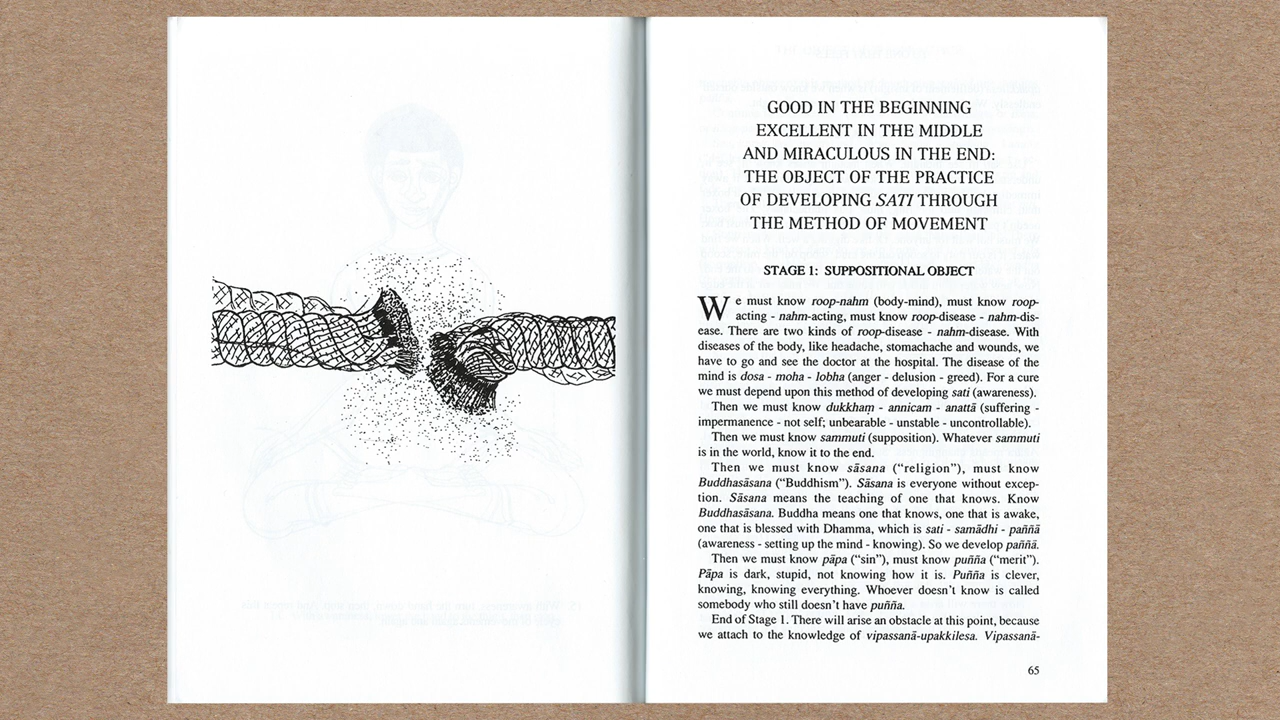 GOOD IN THE BEGINNING
EXCELLENT IN THE MIDDLE
AND MIRACULOUS IN THE END:
THE OBJECT OF THE PRACTICE
OF DEVELOPING SATI THROUGH
THE METHOD OF MOVEMENT
STAGE 1: SUPPOSITIONAL OBJECT
We must know roop-nahm (body-mind), must know roop-
acting - nahm-acting, must know roop-disease - nahm-dis-
ease. There are two kinds of roop-disease - nahm-disease. With
diseases of the body, like headache, stomachache and wounds, we
have to go and see the doctor at the hospital. The disease of the
mind is dosa - moha - lobha (anger - delusion - greed). For a cure
we must depend upon this method of developing sati (awareness).
Then we must know dukkhaṃ - annicam - anattā (suffering -
impermanence - not self; unbearable - unstable - uncontrollable).
Then we must know sammuti (supposition). Whatever sammuti
is in the world, know it to the end.
Then we must know sāsana (“religion”), must know
Buddhasāsana (“Buddhism”). Sāsana is everyone without excep-
tion. Sāsana means the teaching of one that knows. Know
Buddhasāsana. Buddha means one that knows, one that is awake,
one that is blessed with Dhamma, which is sati - samādhi - paññā
(awareness - setting up the mind - knowing). So we develop paññā.
Then we must know pāpa (“sin”), must know puñña (“merit”).
Pāpa is dark, stupid, not knowing how it is. Puñña is clever,
knowing, knowing everything. Whoever doesn’t know is called
somebody who still doesn’t have puñña.
End of Stage 1. There will arise an obstacle at this point, because
we attach to the knowledge of vipassanā-upakkilesa. Vipassanā-
65